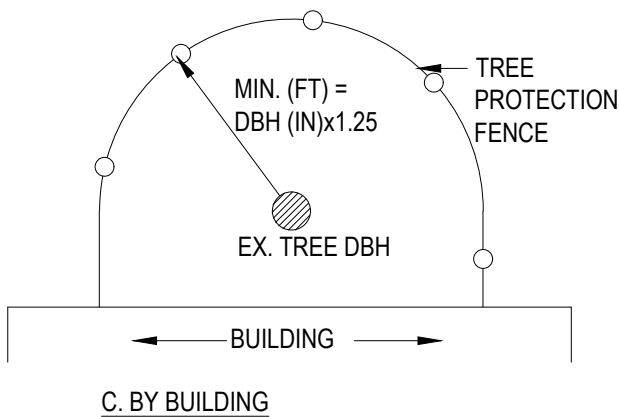 TREE
PROTECTION
FENCE
MIN. (FT) =
DBH (IN)x1.25
EX. TREE DBH
BUILDING
C. BY BUILDING